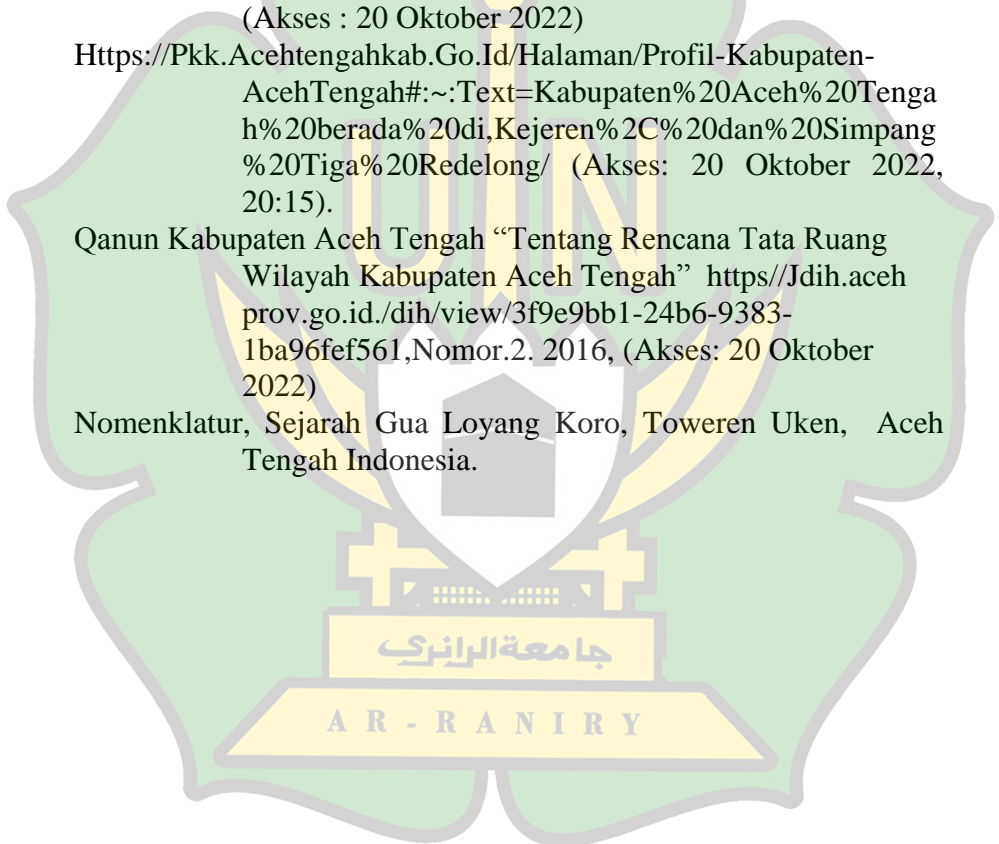 (Akses : 20 Oktober 2022)
Https://Pkk.Acehtengahkab.Go.Id/Halaman/Profil-Kabupaten-
AcehTengah#:~:Text=Kabupaten%20Aceh%20Tenga
h%20berada%20di,Kejeren%2C%20dan%20Simpang
%20Tiga%20Redelong/ (Akses: 20 Oktober 2022,
20:15).
Qanun Kabupaten Aceh Tengah “Tentang Rencana Tata Ruang
Wilayah Kabupaten Aceh Tengah” https//Jdih.aceh
prov.go.id./dih/view/3f9e9bb1-24b6-9383-
1ba96fef561,Nomor.2. 2016, (Akses: 20 Oktober
2022)
Nomenklatur, Sejarah Gua Loyang Koro, Toweren Uken, Aceh
Tengah Indonesia.
UIN
جامعةالرانري
AR-RANIRY